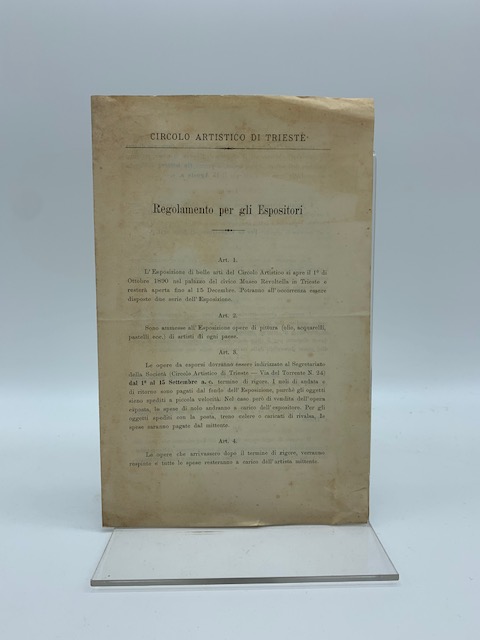 CIRCOLO ARTISTICO DI TRIESTE
Regolamento per gli Espositori
Art. 1.
L'Esposizione di belle arti del Circolo Artistico si apre il 1º di
Ottobre 1890 nel palazzo del civico Museo Revoltella in Trieste e
resterà aperta fino al 15 Decembre. Potranno all'occorrenza essere
disposte due serie dell'Esposizione.
Art. 2.
Sono ammesse all'Esposizione opere di pittura (olio, acquarelli,
pastelli ecc.) di artisti di ogni paese.
Art. 3.
Le opere da esporsi dovranno essere indirizzate al Segretariato
della Società (Circolo Artistico di Trieste — Via del Torrente N. 24)
dal 1º al 15 Settembre a. c. termine di rigore. I noli di andata e
di ritorno sono pagati dal fondo dell'Esposizione, purchè gli oggetti
sieno spediti a piccola velocità. Nel caso però di vendita dell'opera
esposta, le spese di nolo andranno a carico dell'espositore. Per gli
oggetti spediti con la posta, treno celere o caricati di rivalsa, le
spese saranno pagate dal mittente.
Art. 4.
Le opere che arrivassero dopo il termine di rigore, verranno
respinte e tutte le spese resteranno a carico dell'artista mittente.